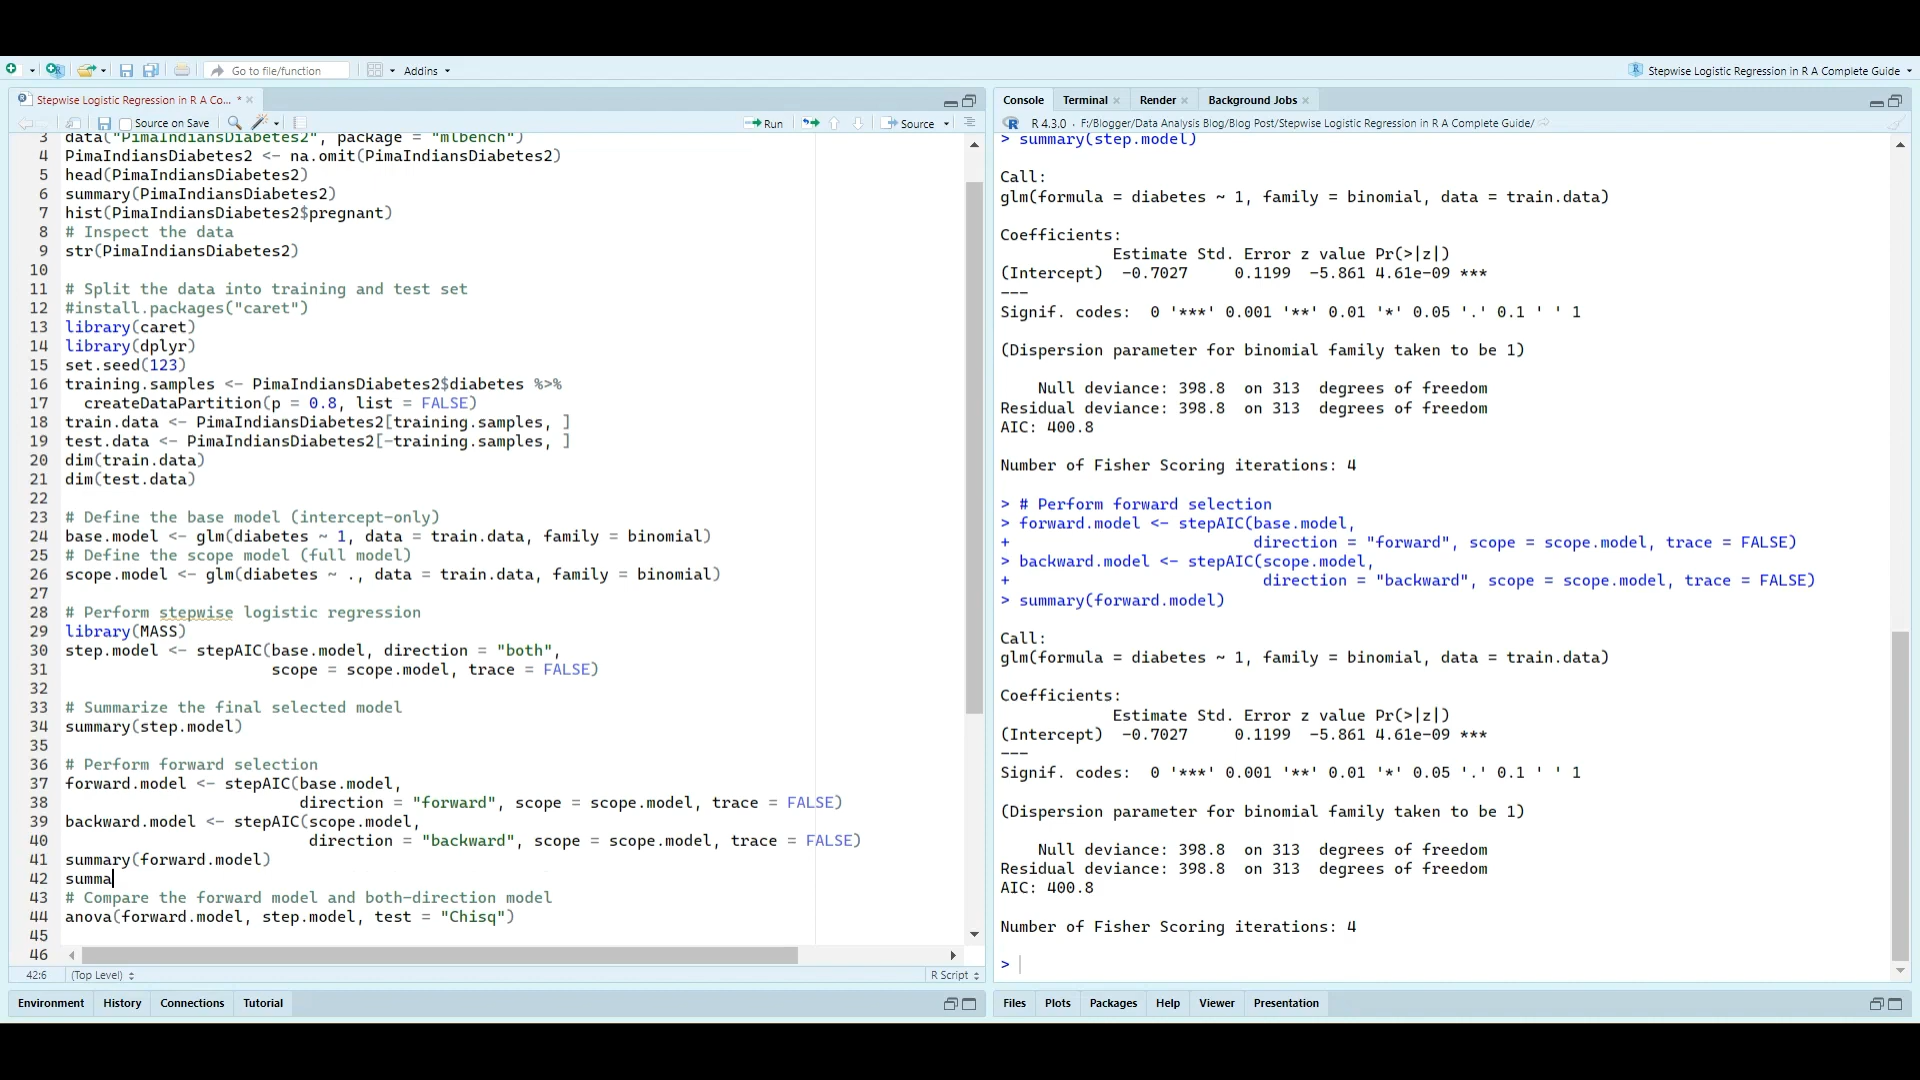 Go to file/function
Addins
Stepwise Logistic Regression in R A Complete Guide
Stepwise Logistic Regression in R A Co... *
Source on Save
Run
Source
3 data("PimaIndiansDiabetes2", package = "mlbench")
4 PimaIndiansDiabetes2 <- na.omit(PimaIndiansDiabetes2)
5 head(PimaIndiansDiabetes2)
6 summary(PimaIndiansDiabetes2)
7 hist(PimaIndiansDiabetes2$pregnant)
8 # Inspect the data
9 str(PimaIndiansDiabetes2)
10
11 # Split the data into training and test set
12 #install.packages("caret")
13 library(caret)
14 library(dplyr)
15 set.seed(123)
16 training.samples <- PimaIndiansDiabetes2$diabetes %>%
17 createDataPartition(p = 0.8, list = FALSE)
18 train.data <- PimaIndiansDiabetes2[training.samples, ]
19 test.data <- PimaIndiansDiabetes2[-training.samples, ]
20 dim(train.data)
21 dim(test.data)
22
23 # Define the base model (intercept-only)
24 base.model <- glm(diabetes ~ 1, data = train.data, family = binomial)
25 # Define the scope model (full model)
26 scope.model <- glm(diabetes ~ ., data = train.data, family = binomial)
27
28 # Perform stepwise logistic regression
29 library(MASS)
30 step.model <- stepAIC(base.model, direction = "both",
31 scope = scope.model, trace = FALSE)
32
33 # Summarize the final selected model
34 summary(step.model)
35
36 # Perform forward selection
37 forward.model <- stepAIC(base.model,
38 direction = "forward", scope = scope.model, trace = FALSE)
39 backward.model <- stepAIC(scope.model,
40 direction = "backward", scope = scope.model, trace = FALSE)
41 summary(forward.model)
42 summa
43 # Compare the forward model and both-direction model
44 anova(forward.model, step.model, test = "Chisq")
45
46
42:6 (Top Level) R Script
Environment History Connections Tutorial
Console Terminal Render Background Jobs
R 4.3.0 · F:/Blogger/Data Analysis Blog/Blog Post/Stepwise Logistic Regression in R A Complete Guide/
> summary(step.model)
Call:
glm(formula = diabetes ~ 1, family = binomial, data = train.data)
Coefficients:
Estimate Std. Error z value Pr(>|z|)
(Intercept) -0.7027 0.1199 -5.861 4.61e-09 ***
---
Signif. codes: 0 '***' 0.001 '**' 0.01 '*' 0.05 '.' 0.1 ' ' 1
(Dispersion parameter for binomial family taken to be 1)
Null deviance: 398.8 on 313 degrees of freedom
Residual deviance: 398.8 on 313 degrees of freedom
AIC: 400.8
Number of Fisher Scoring iterations: 4
> # Perform forward selection
> forward.model <- stepAIC(base.model,
+ direction = "forward", scope = scope.model, trace = FALSE)
> backward.model <- stepAIC(scope.model,
+ direction = "backward", scope = scope.model, trace = FALSE)
> summary(forward.model)
Call:
glm(formula = diabetes ~ 1, family = binomial, data = train.data)
Coefficients:
Estimate Std. Error z value Pr(>|z|)
(Intercept) -0.7027 0.1199 -5.861 4.61e-09 ***
---
Signif. codes: 0 '***' 0.001 '**' 0.01 '*' 0.05 '.' 0.1 ' ' 1
(Dispersion parameter for binomial family taken to be 1)
Null deviance: 398.8 on 313 degrees of freedom
Residual deviance: 398.8 on 313 degrees of freedom
AIC: 400.8
Number of Fisher Scoring iterations: 4
>
Files Plots Packages Help Viewer Presentation